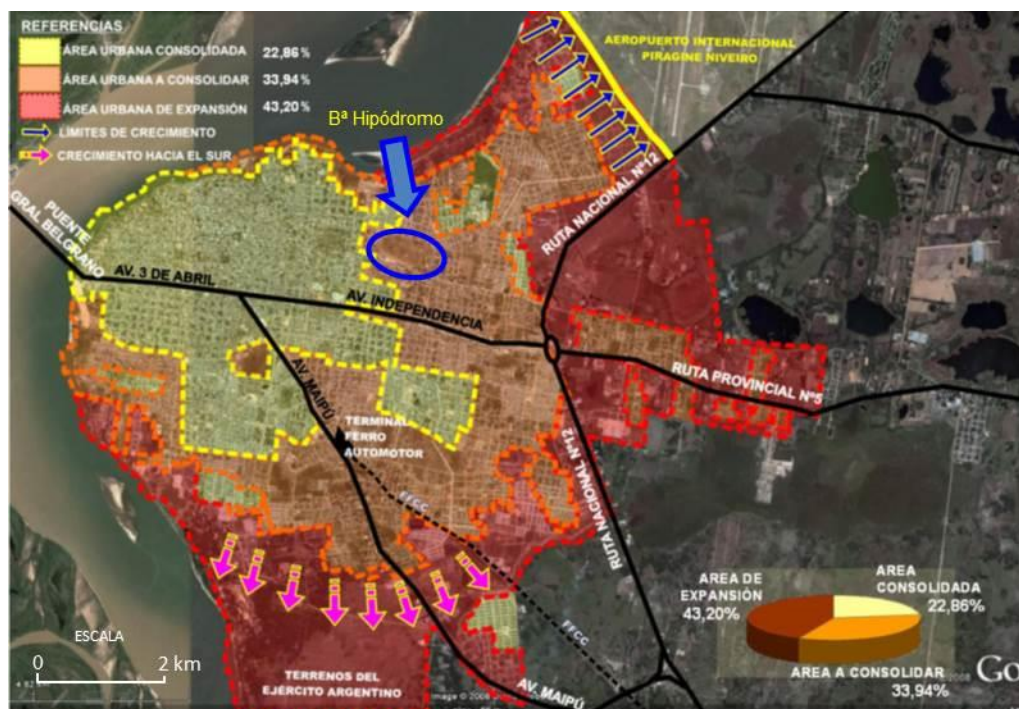 REFERENCIAS
ÁREA URBANA CONSOLIDADA 22,86%
ÁREA URBANA A CONSOLIDAR 33,94%
ÁREA URBANA DE EXPANSIÓN 43,20%
LÍMITES DE CRECIMIENTO
CRECIMIENTO HACIA EL SUR
AEROPUERTO INTERNACIONAL
PIRAGINE NIVEIRO
Bª Hipódromo
RUTA NACIONAL Nº12
PUENTE
GRAL BELGRANO
AV. 3 DE ABRIL
AV. INDEPENDENCIA
AV. MAIPÚ
RUTA PROVINCIAL Nº5
TERMINAL
FERRO
AUTOMOTOR
FFCC
RUTA NACIONAL Nº12
FFCC
AREA DE
EXPANSIÓN
43,20%
AREA
CONSOLIDADA
22,86%
AREA A CONSOLIDAR
33,94%
ESCALA
0 2 km
TERRENOS DEL
EJÉRCITO ARGENTINO
AV. MAIPÚ
Image © 2008
Go